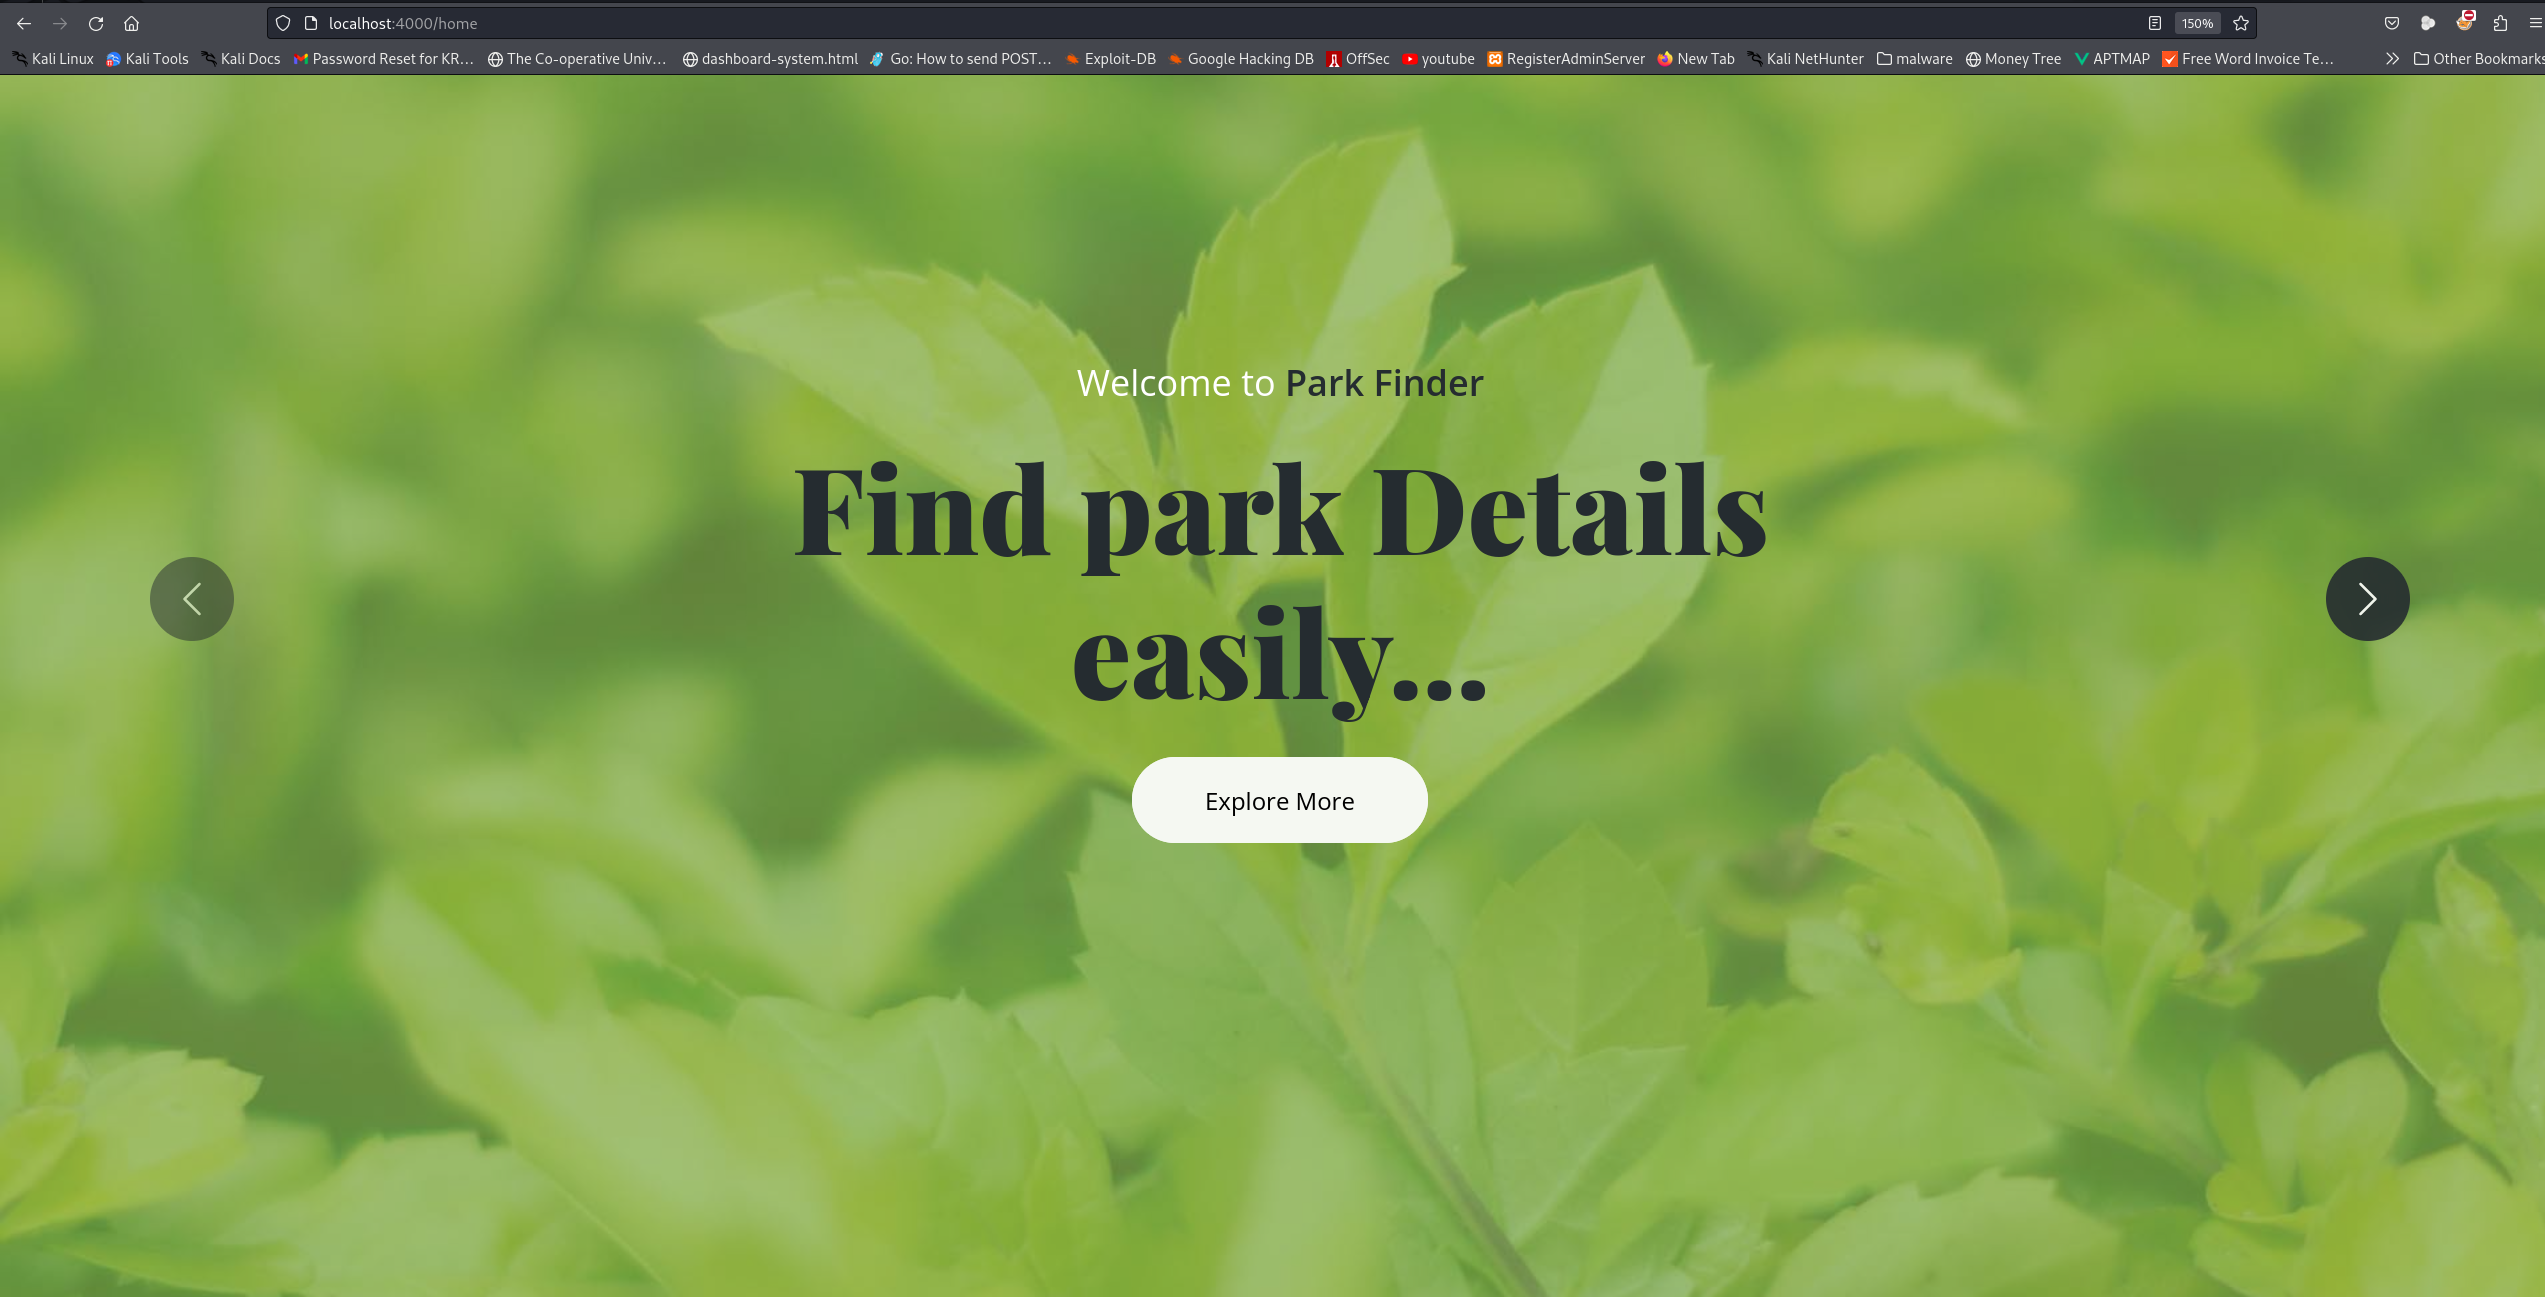 localhost:4000/home
150%
Kali Linux Kali Tools Kali Docs Password Reset for KR... The Co-operative Univ... dashboard-system.html Go: How to send POST... Exploit-DB Google Hacking DB OffSec youtube RegisterAdminServer New Tab Kali NetHunter malware Money Tree APTMAP Free Word Invoice Te... Other Bookmarks
Welcome to Park Finder
Find park Details
easily...
Explore More